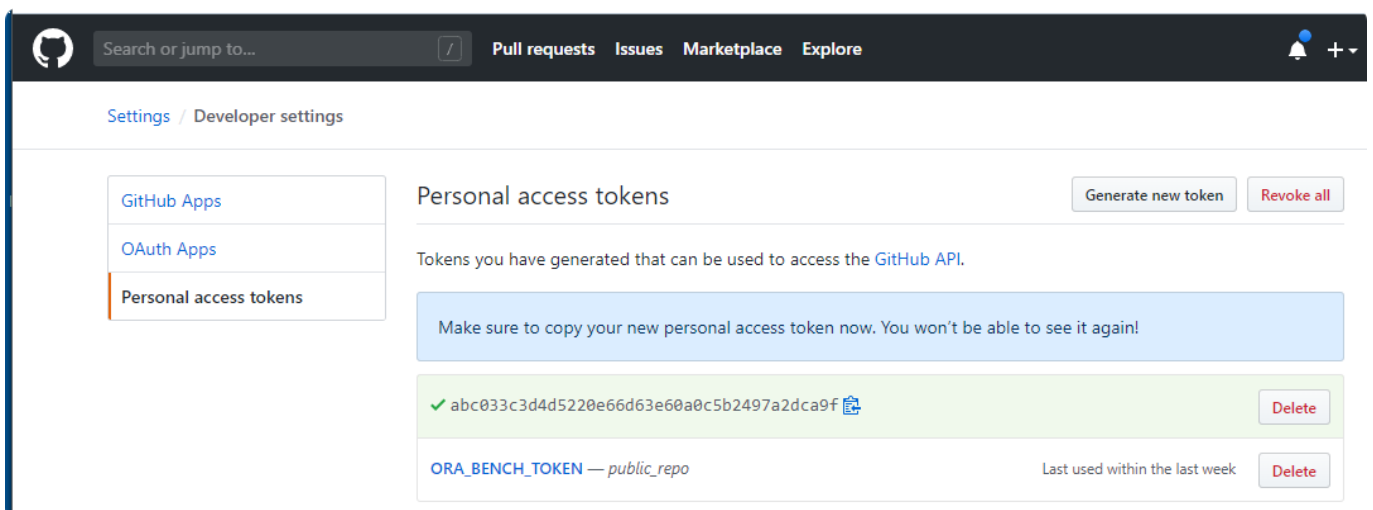 Search or jump to... / Pull requests Issues Marketplace Explore
Settings / Developer settings
GitHub Apps
OAuth Apps
Personal access tokens
Personal access tokens Generate new token Revoke all
Tokens you have generated that can be used to access the GitHub API.
Make sure to copy your new personal access token now. You won't be able to see it again!
abc033c3d4d5220e66d63e60a0c5b2497a2dca9f Delete
ORA_BENCH_TOKEN — public_repo Last used within the last week Delete